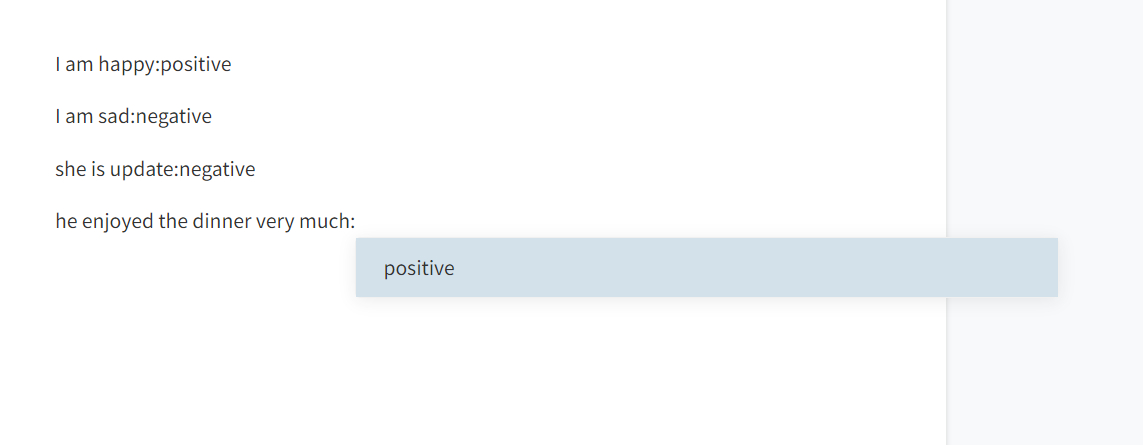 I am happy:positive
I am sad:negative
she is update:negative
he enjoyed the dinner very much:
positive